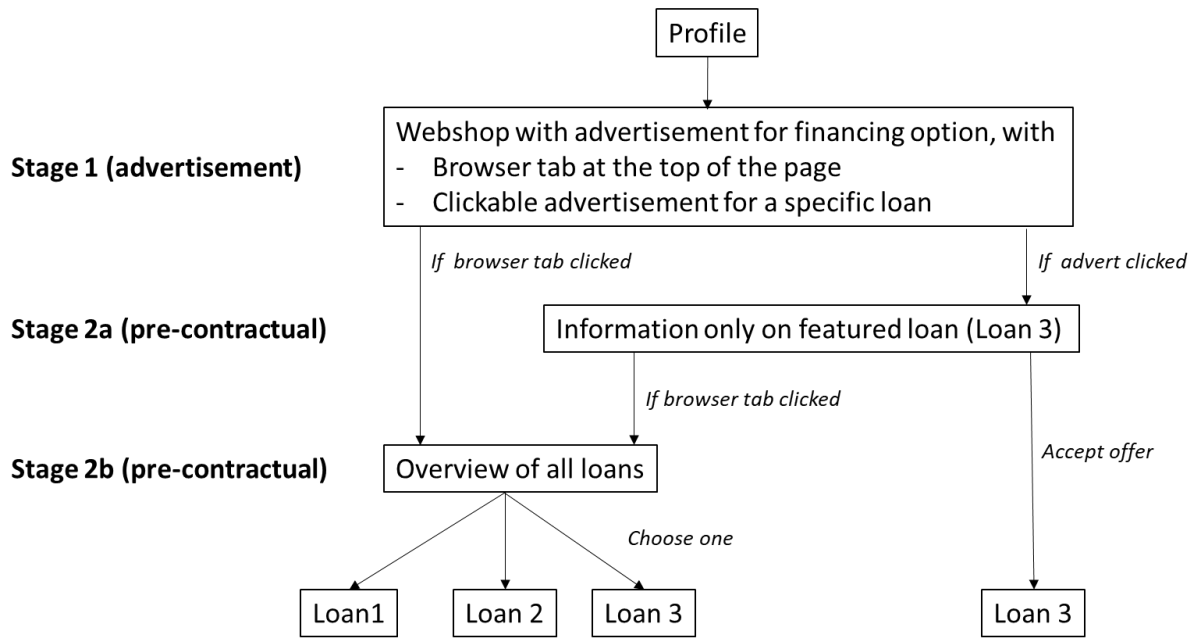 Profile
Webshop with advertisement for financing option, with
Stage 1 (advertisement)
- Browser tab at the top of the page
- Clickable advertisement for a specific loan
If browser tab clicked
If advert clicked
Stage 2a (pre-contractual)
Information only on featured loan (Loan 3)
If browser tab clicked
Accept offer
Stage 2b (pre-contractual)
Overview of all loans
Choose one
Loan1
Loan 2
Loan 3
Loan 3